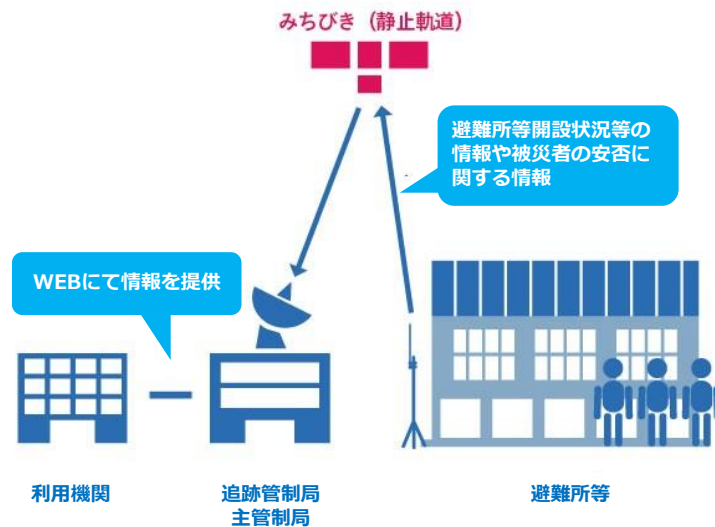 みちびき（静止軌道）
避難所等開設状況等の
情報や被災者の安否に
関する情報
WEBにて情報を提供
利用機関
追跡管制局
主管制局
避難所等